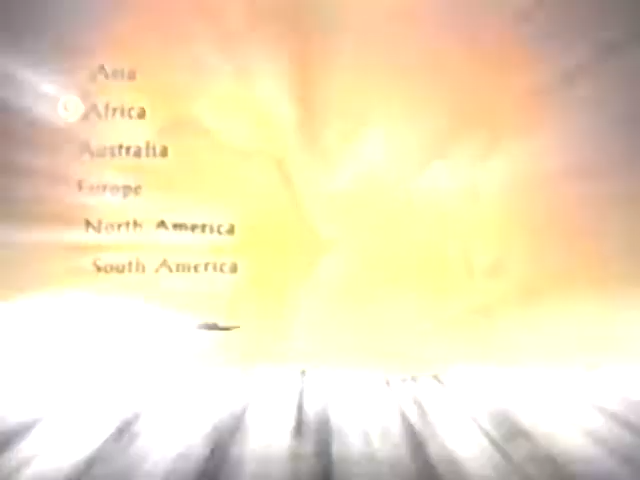 Asia
Africa
Australia
Europe
North America
South America